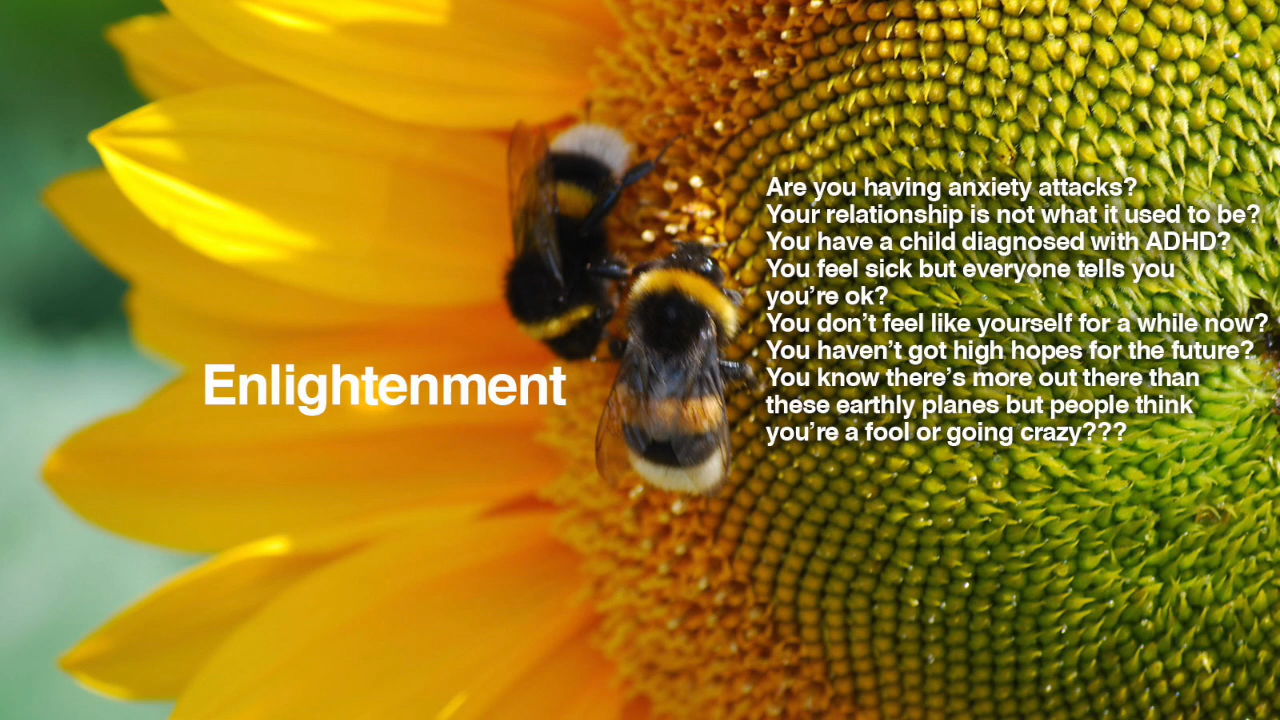 Enlightenment
Are you having anxiety attacks?
Your relationship is not what it used to be?
You have a child diagnosed with ADHD?
You feel sick but everyone tells you
you’re ok?
You don’t feel like yourself for a while now?
You haven’t got high hopes for the future?
You know there’s more out there than
these earthly planes but people think
you’re a fool or going crazy???